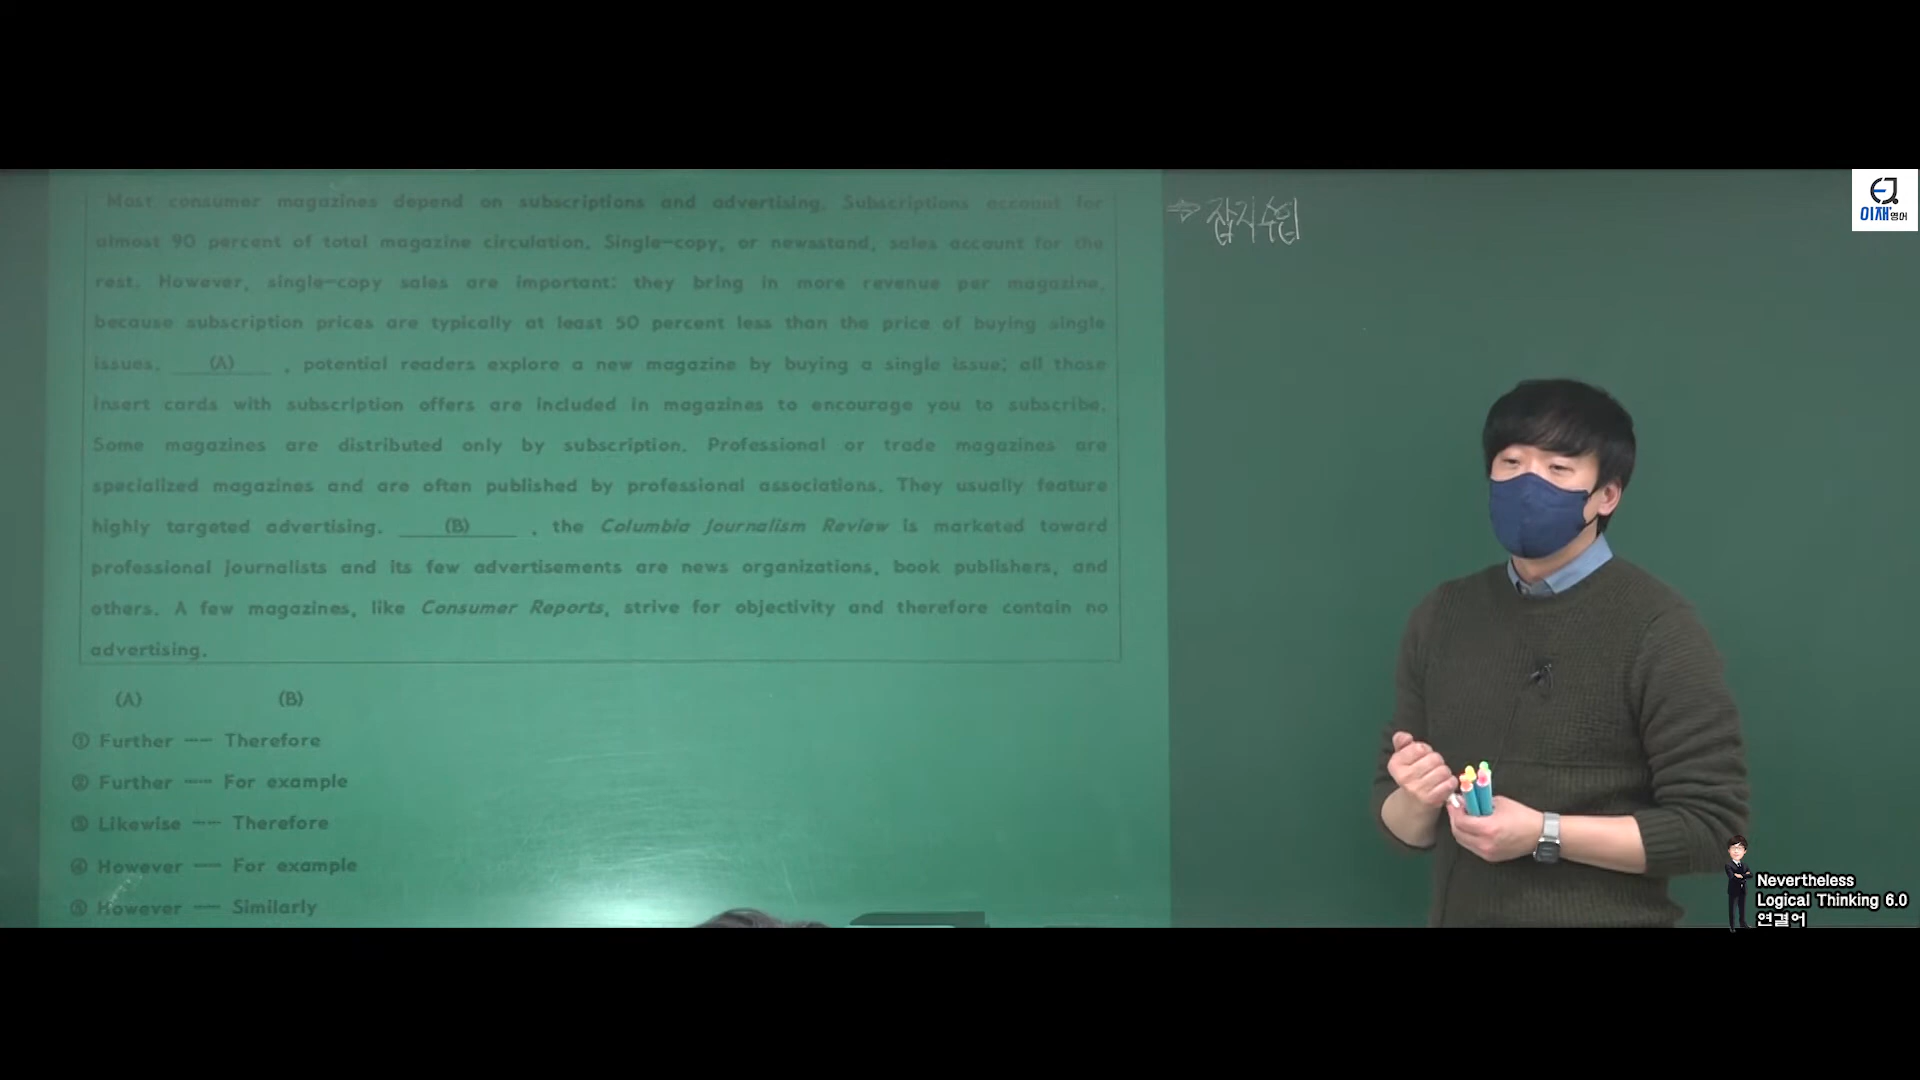 Most consumer magazines depend on subscriptions and advertising. Subscriptions account for
almost 90 percent of total magazine circulation. Single-copy, or newsstand, sales account for the
rest. However, single-copy sales are important: they bring in more revenue per magazine,
because subscription prices are typically at least 50 percent less than the price of buying single
issues. (A) , potential readers explore a new magazine by buying a single issue; all those
insert cards with subscription offers are included in magazines to encourage you to subscribe.
Some magazines are distributed only by subscription. Professional or trade magazines are
specialized magazines and are often published by professional associations. They usually feature
highly targeted advertising. (B) , the Columbia Journalism Review is marketed toward
professional journalists and its few advertisements are news organizations, book publishers, and
others. A few magazines, like Consumer Reports, strive for objectivity and therefore contain no
advertising.
(A) (B)
① Further ---- Therefore
② Further ---- For example
③ Likewise ---- Therefore
④ However ---- For example
⑤ However ---- Similarly
⇒ 잡지수입
EJ
이재영어
Nevertheless
Logical Thinking 6.0
연결어